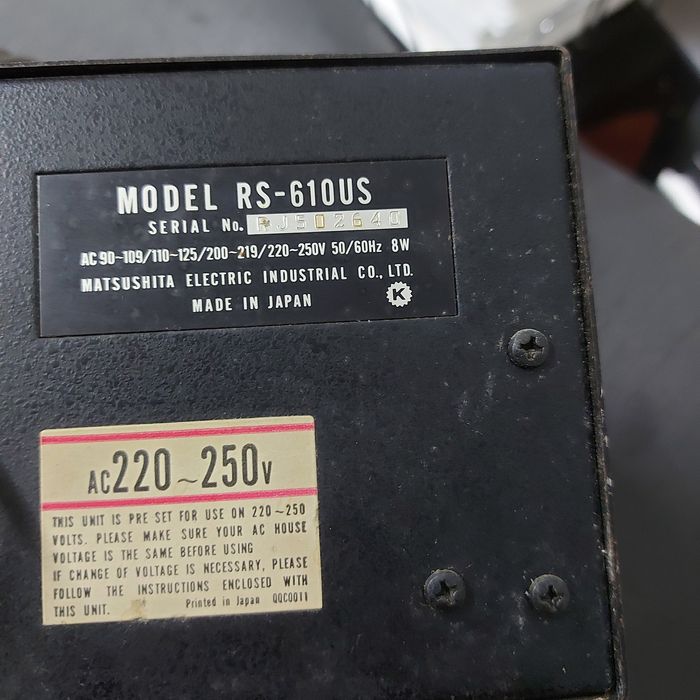 MODEL RS-610US
SERIAL No. RJ502640
AC 90~109/110~125/200~219/220~250V 50/60Hz 8W
MATSUSHITA ELECTRIC INDUSTRIAL CO., LTD.
MADE IN JAPAN K
AC220~250V
THIS UNIT IS PRE SET FOR USE ON 220~250
VOLTS. PLEASE MAKE SURE YOUR AC HOUSE
VOLTAGE IS THE SAME BEFORE USING
IF CHANGE OF VOLTAGE IS NECESSARY, PLEASE
FOLLOW THE INSTRUCTIONS ENCLOSED WITH
THIS UNIT. Printed in Japan QQC0011